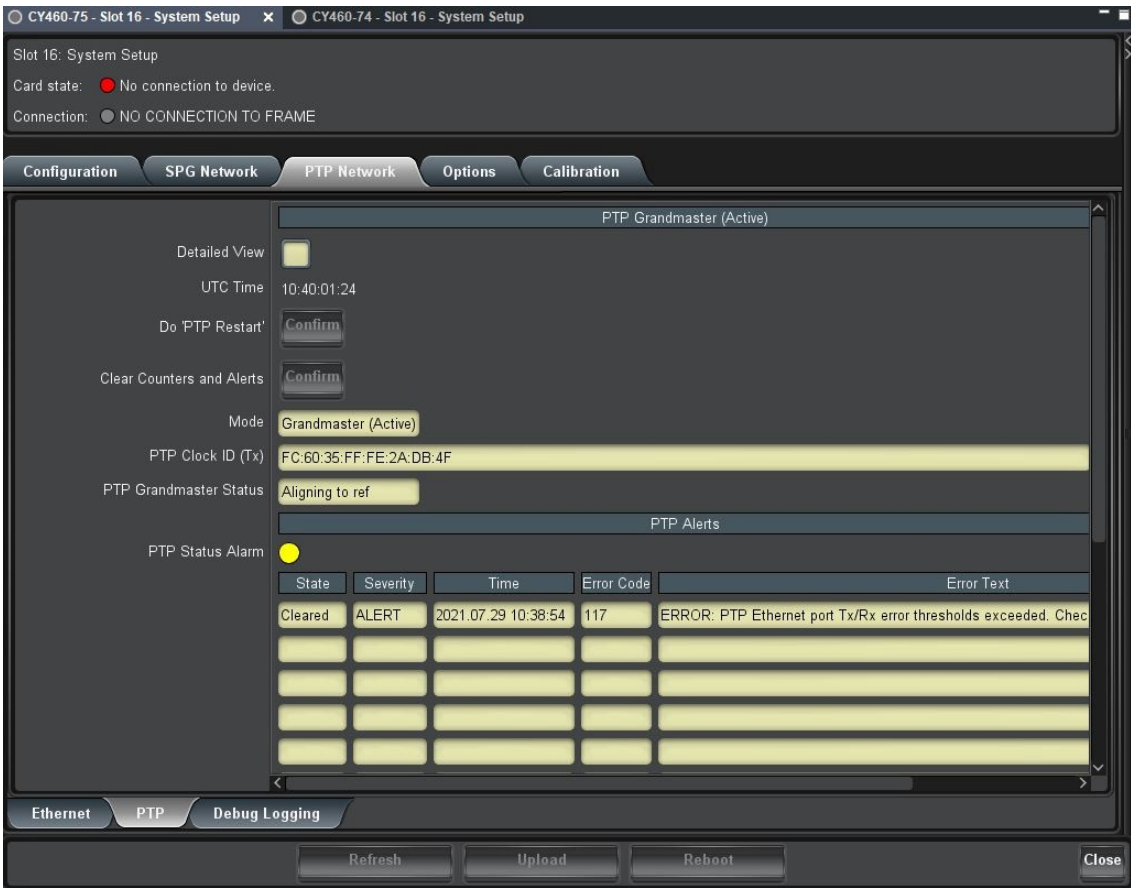 CY460-75 - Slot 16 - System Setup X CY460-74 - Slot 16 - System Setup
Slot 16: System Setup
Card state: No connection to device.
Connection: NO CONNECTION TO FRAME
Configuration SPG Network PTP Network Options Calibration
PTP Grandmaster (Active)
Detailed View
UTC Time 10:40:01:24
Do 'PTP Restart' Confirm
Clear Counters and Alerts Confirm
Mode Grandmaster (Active)
PTP Clock ID (Tx) FC:60:35:FF:FE:2A:DB:4F
PTP Grandmaster Status Aligning to ref
PTP Alerts
PTP Status Alarm
State Severity Time Error Code Error Text
Cleared ALERT 2021.07.29 10:38:54 117 ERROR: PTP Ethernet port Tx/Rx error thresholds exceeded. Chec
Ethernet PTP Debug Logging
Refresh Upload Reboot Close